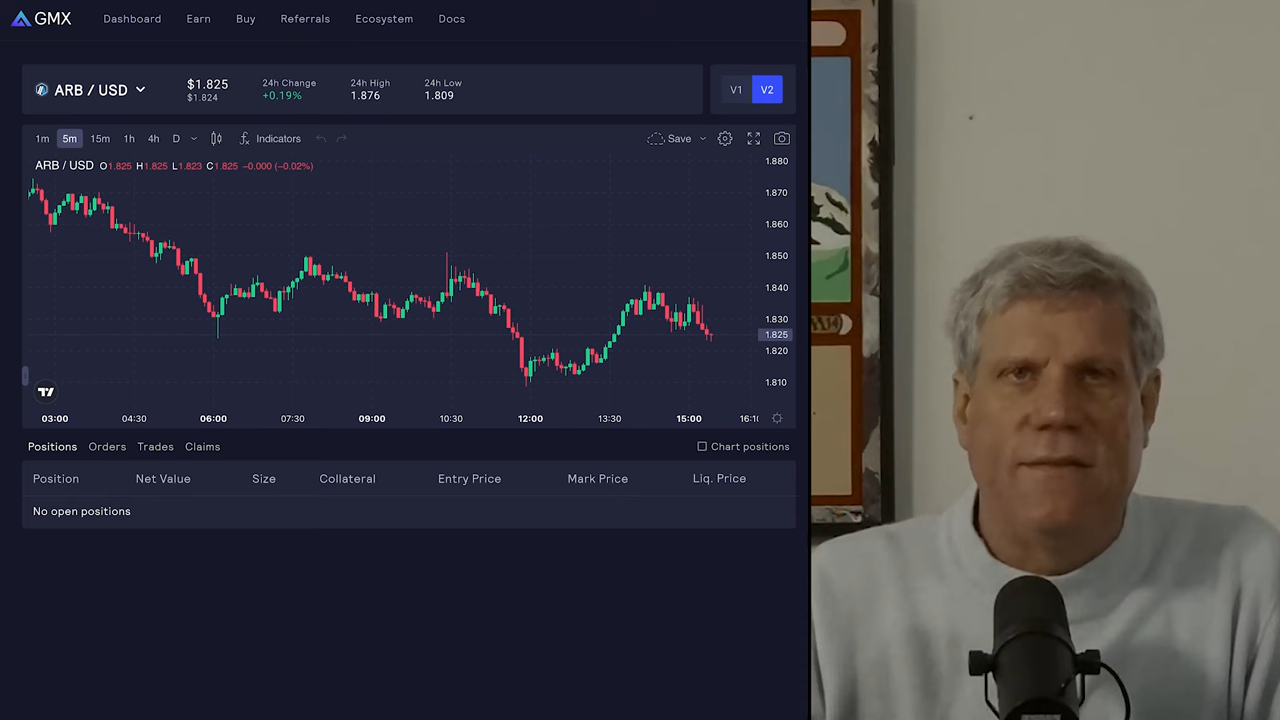 GMX Dashboard Earn Buy Referrals Ecosystem Docs
ARB / USD $1.825 $1.824 24h Change +0.19% 24h High 1.876 24h Low 1.809 V1 V2
1m 5m 15m 1h 4h D Indicators Save
ARB / USD O1.825 H1.825 L1.823 C1.825 −0.000 (−0.02%)
1.880
1.870
1.860
1.850
1.840
1.830
1.825
1.820
1.810
03:00 04:30 06:00 07:30 09:00 10:30 12:00 13:30 15:00
Positions Orders Trades Claims Chart positions
Position Net Value Size Collateral Entry Price Mark Price Liq. Price
No open positions